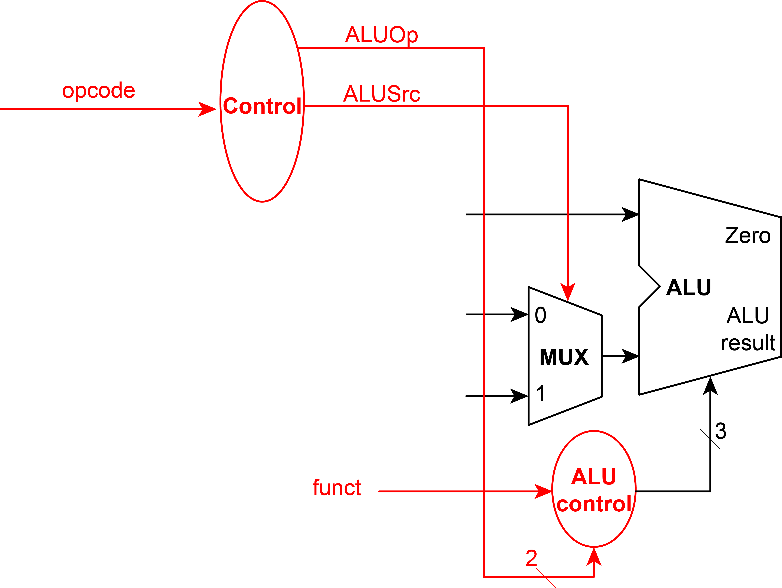 ALUOp
opcode
Control
ALUSrc
Zero
ALU
0
ALU
result
MUX
1
3
funct
ALU
control
2